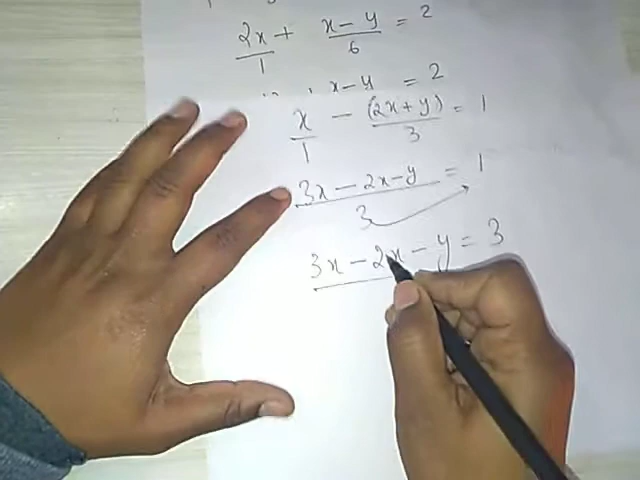 2x/1 + x-y/6 = 2
x-y = 2
x/1 - (2x+y)/3 = 1
3x-2x-y/3 = 1
3x-2x-y = 3